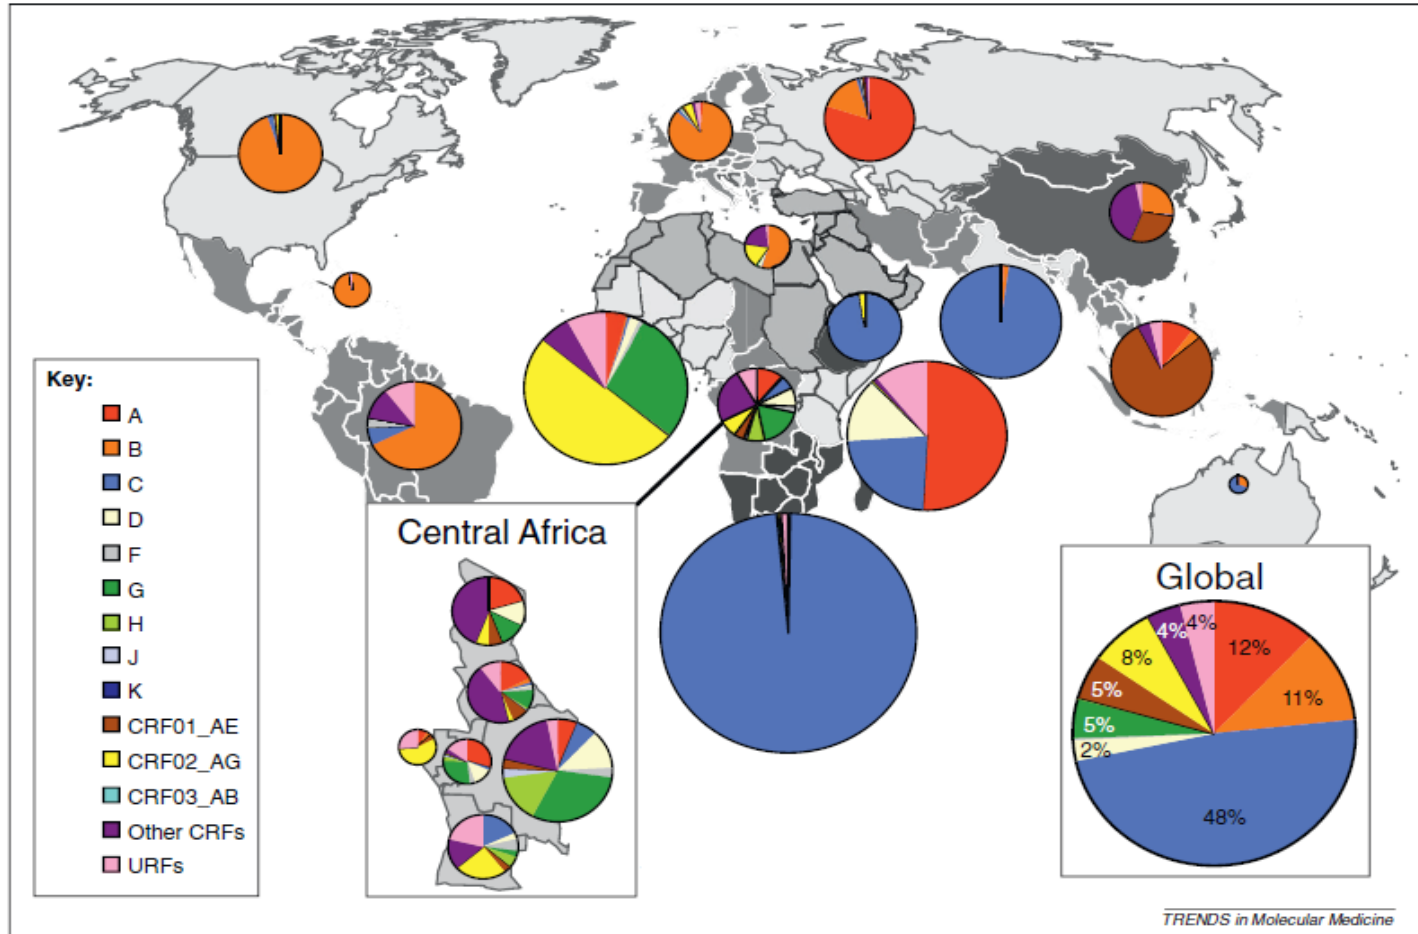 Key:
A
B
C
D
F
G
H
J
K
CRF01_AE
CRF02_AG
CRF03_AB
Other CRFs
URFs
Central Africa
Global
4%
4%
12%
8%
11%
5%
5%
2%
48%
TRENDS in Molecular Medicine